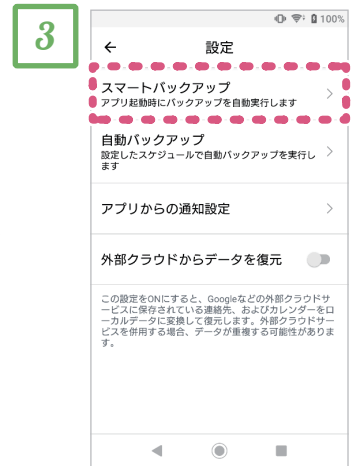 3
100%
設定
スマートバックアップ
アプリ起動時にバックアップを自動実行します
自動バックアップ
設定したスケジュールで自動バックアップを実行し
ます
アプリからの通知設定
外部クラウドからデータを復元
この設定をONにすると、Googleなどの外部クラウドサ
ービスに保存されている連絡先、およびカレンダーをロ
ーカルデータに変換して復元します。外部クラウドサー
ビスを併用する場合、データが重複する可能性がありま
す。